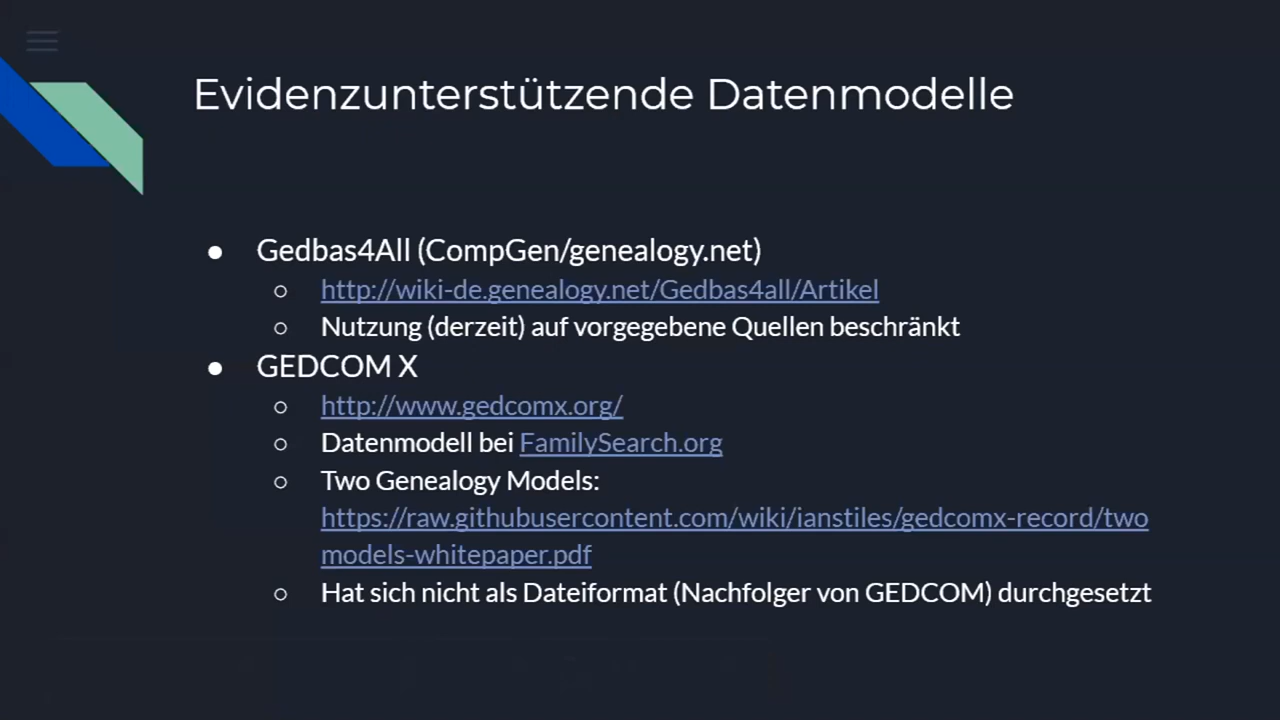 Evidenzunterstützende Datenmodelle
● Gedbas4All (CompGen/genealogy.net)
○ http://wiki-de.genealogy.net/Gedbas4all/Artikel
○ Nutzung (derzeit) auf vorgegebene Quellen beschränkt
● GEDCOM X
○ http://www.gedcomx.org/
○ Datenmodell bei FamilySearch.org
○ Two Genealogy Models:
https://raw.githubusercontent.com/wiki/ianstiles/gedcomx-record/two
models-whitepaper.pdf
○ Hat sich nicht als Dateiformat (Nachfolger von GEDCOM) durchgesetzt